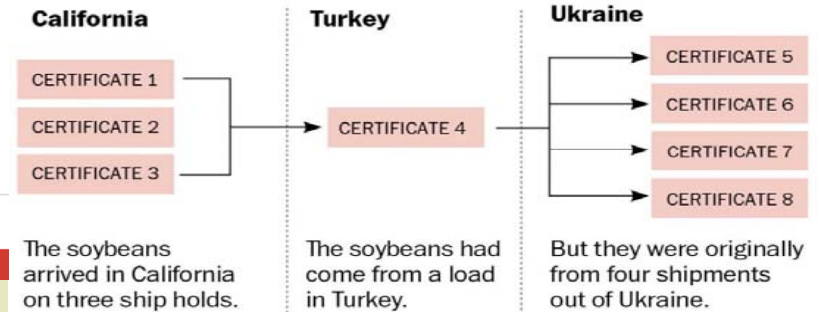 California
CERTIFICATE 1
CERTIFICATE 2
CERTIFICATE 3
The soybeans
arrived in California
on three ship holds.
Turkey
CERTIFICATE 4
The soybeans had
come from a load
in Turkey.
Ukraine
CERTIFICATE 5
CERTIFICATE 6
CERTIFICATE 7
CERTIFICATE 8
But they were originally
from four shipments
out of Ukraine.